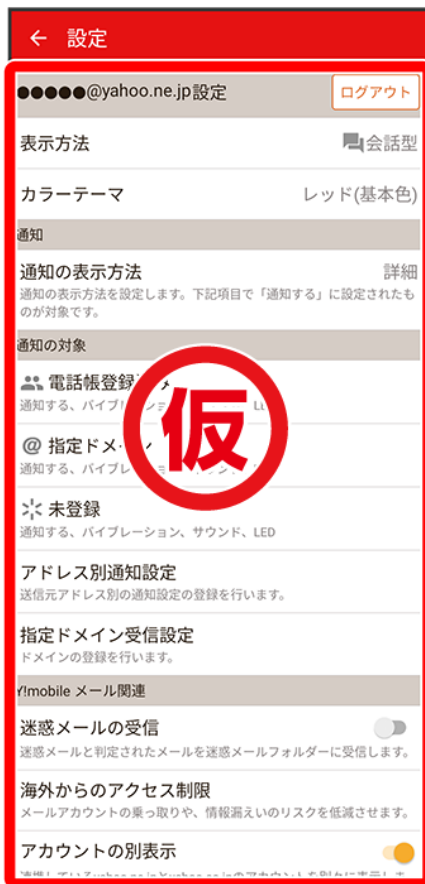 ← 設定
●●●●●@yahoo.ne.jp設定 ログアウト
表示方法 会話型
カラーテーマ レッド(基本色)
通知
通知の表示方法 詳細
通知の表示方法を設定します。下記項目で「通知する」に設定されたも
のが対象です。
通知の対象
電話帳登録
通知する、バイブ
仮
@ 指定ドメ
通知する、バイブレ
未登録
通知する、バイブレーション、サウンド、LED
アドレス別通知設定
送信元アドレス別の通知設定の登録を行います。
指定ドメイン受信設定
ドメインの登録を行います。
Y!mobile メール関連
迷惑メールの受信
迷惑メールと判定されたメールを迷惑メールフォルダーに受信します。
海外からのアクセス制限
メールアカウントの乗っ取りや、情報漏えいのリスクを低減させます。
アカウントの別表示